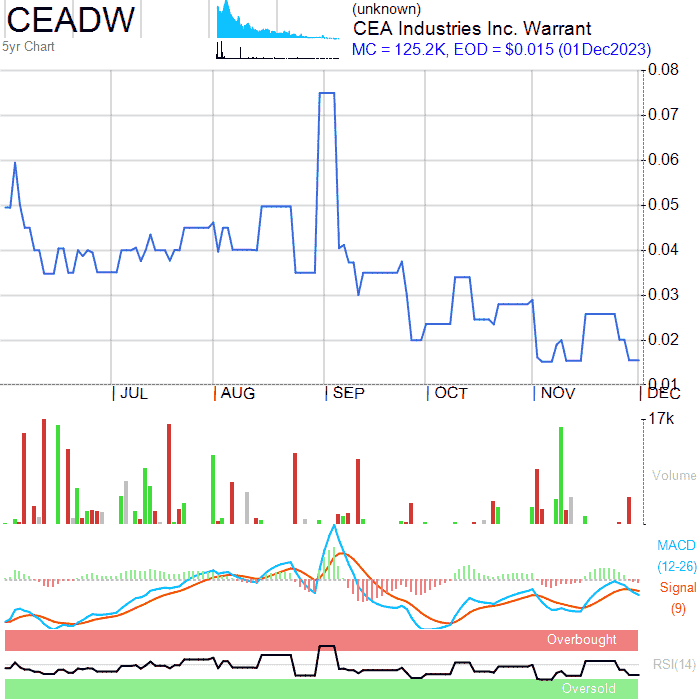 CEADW
5yr Chart
(unknown)
CEA Industries Inc. Warrant
MC = 125.2K, EOD = $0.015 (01Dec2023)
0.08
0.07
0.06
0.05
0.04
0.03
0.02
0.01
JUL AUG SEP OCT NOV DEC
17k
Volume
MACD
(12-26)
Signal
(9)
Overbought
RSI(14)
Oversold